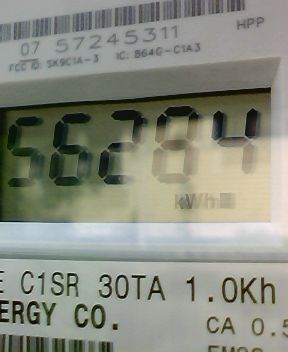 HPP
07 57245311
FCC ID: SK9C1A-3 IC: 864G-C1A3
56284
kWh
E C1SR 30TA 1.0Kh
ERGY CO.
CA 0.5